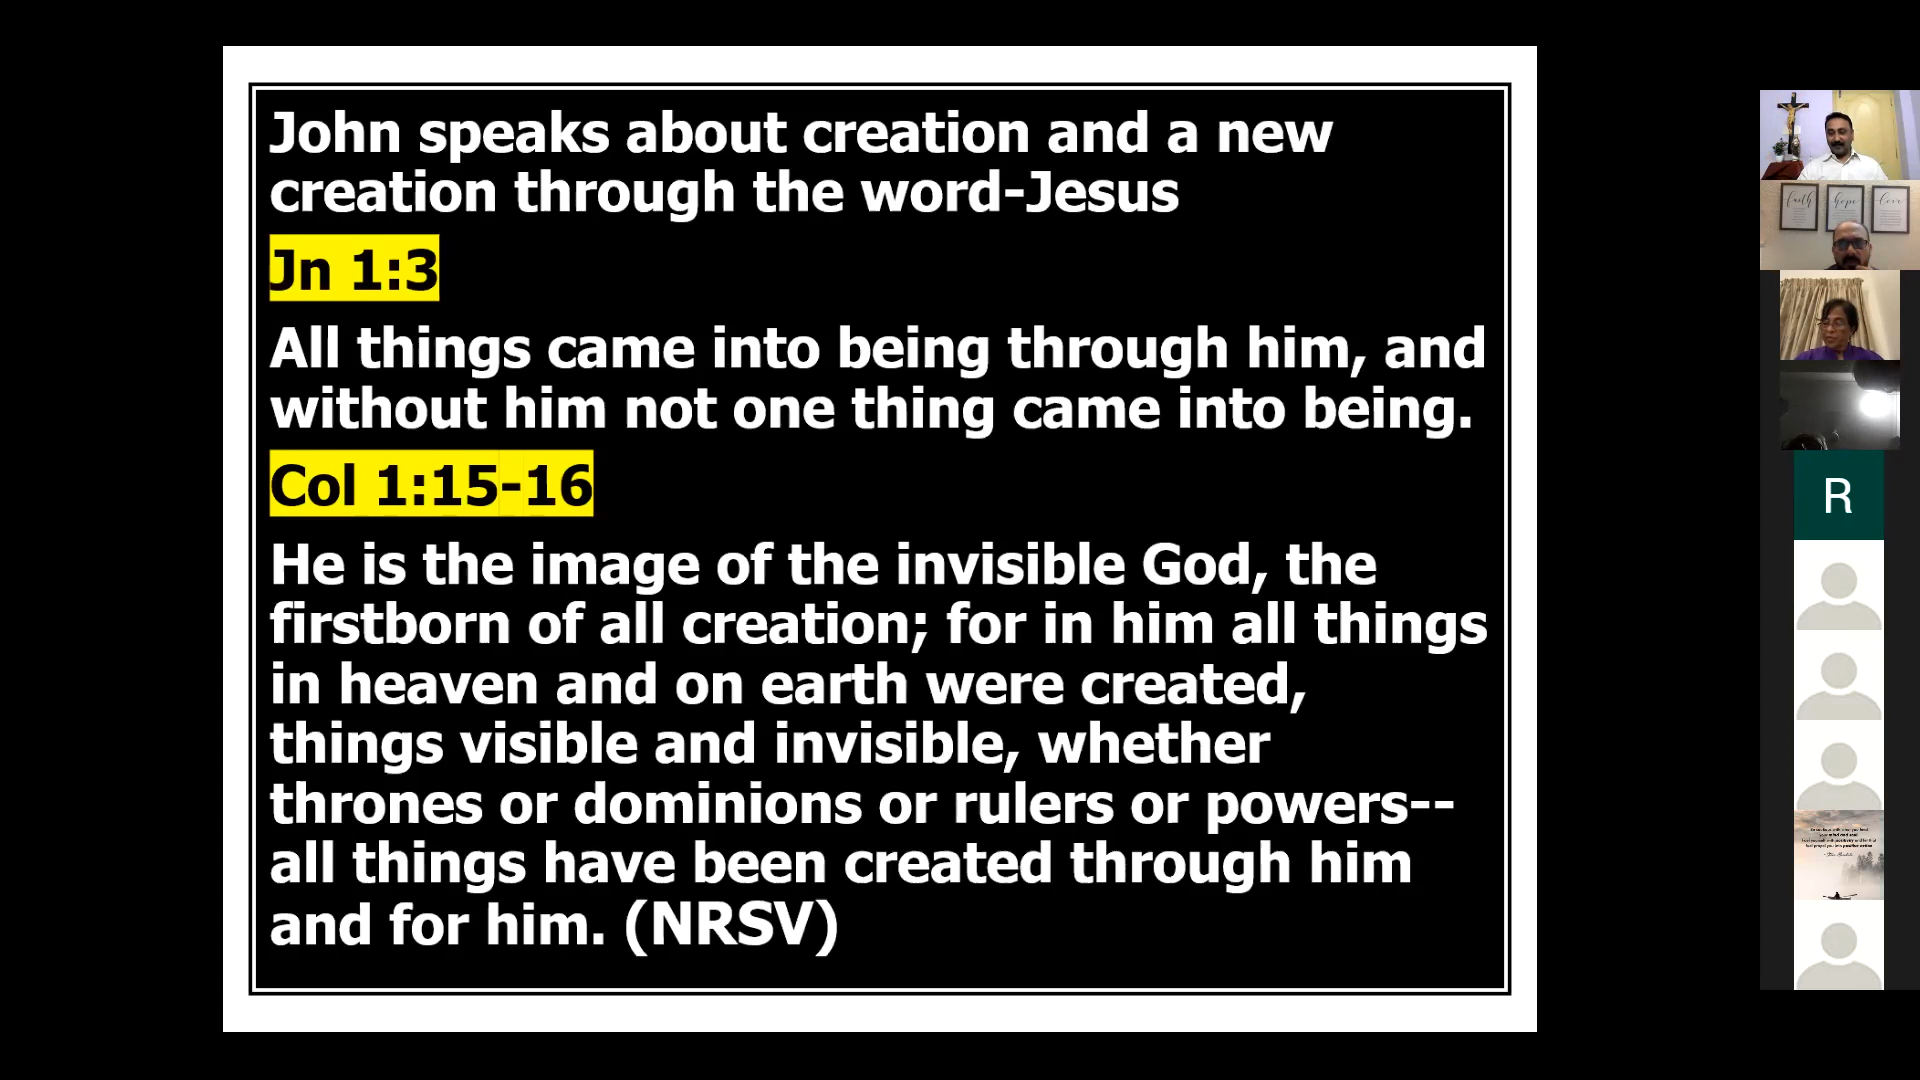 John speaks about creation and a new
creation through the word-Jesus
Jn 1:3
All things came into being through him, and
without him not one thing came into being.
Col 1:15-16
He is the image of the invisible God, the
firstborn of all creation; for in him all things
in heaven and on earth were created,
things visible and invisible, whether
thrones or dominions or rulers or powers--
all things have been created through him
and for him. (NRSV)
faith
hope
love
R